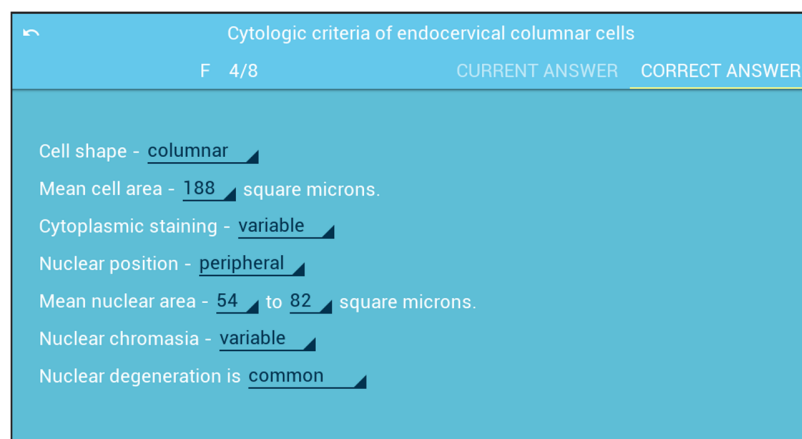 Cytologic criteria of endocervical columnar cells
F 4/8 CURRENT ANSWER CORRECT ANSWER
Cell shape - columnar
Mean cell area - 188 square microns.
Cytoplasmic staining - variable
Nuclear position - peripheral
Mean nuclear area - 54 to 82 square microns.
Nuclear chromasia - variable
Nuclear degeneration is common